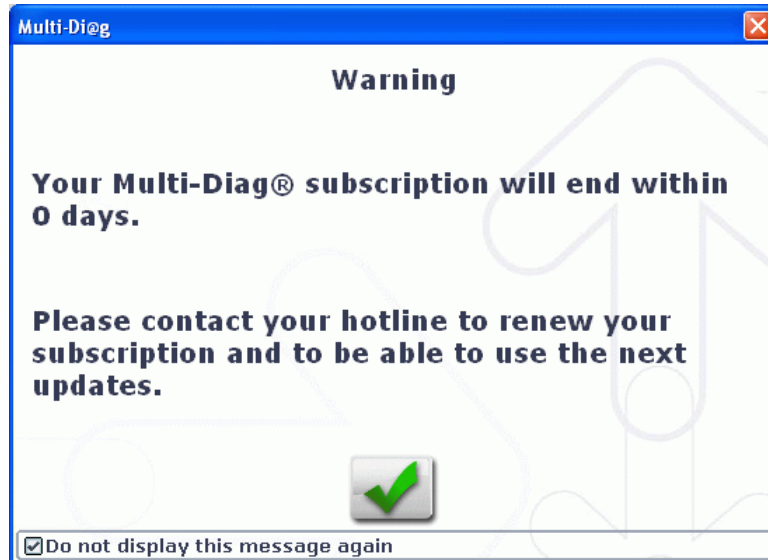 Multi-Di@g
Warning
Your Multi-Diag® subscription will end within
0 days.
Please contact your hotline to renew your
subscription and to be able to use the next
updates.
Do not display this message again